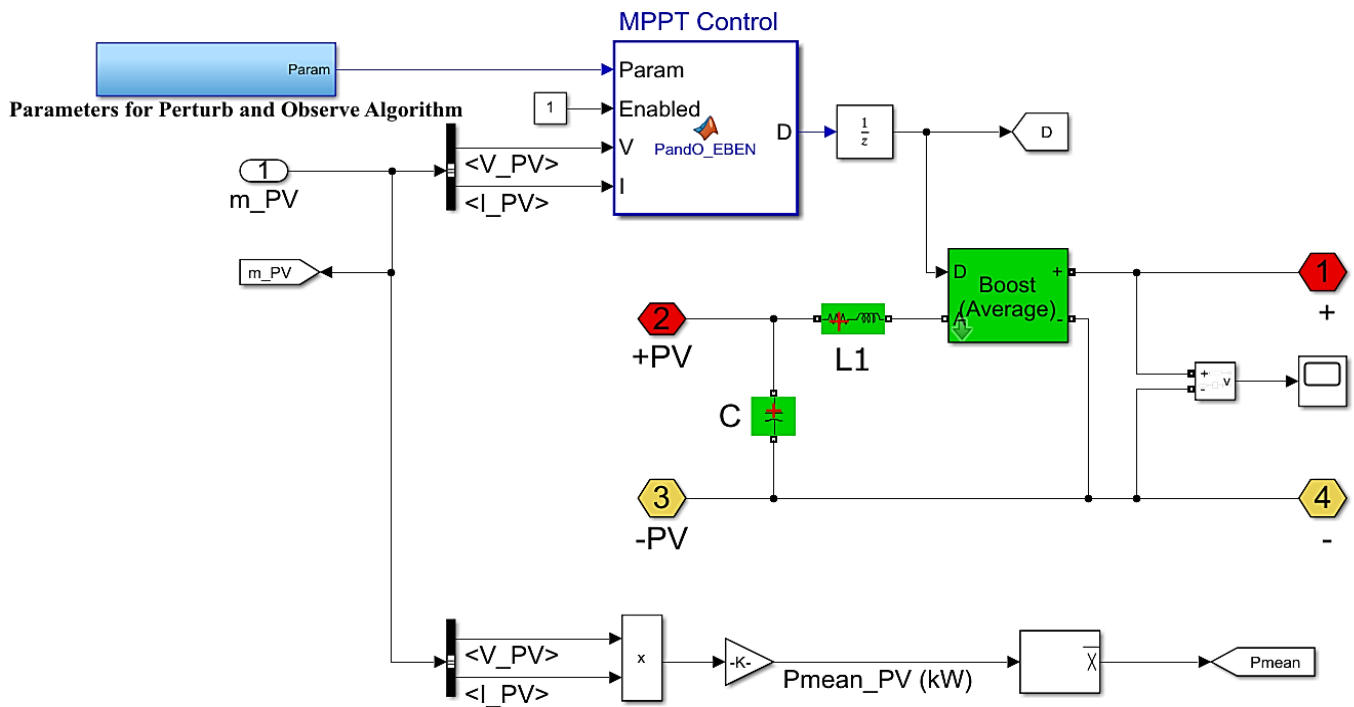 MPPT Control
Param
Parameters for Perturb and Observe Algorithm
Param
1
Enabled
V
I
D
PandO_EBEN
1
z
D
1
m_PV
<V_PV>
<I_PV>
m_PV
D
+
Boost
(Average)
A
-
1
+
2
+PV
L1
C
+
-
v
3
-PV
4
-
<V_PV>
<I_PV>
x
-K-
Pmean_PV (kW)
X
Pmean